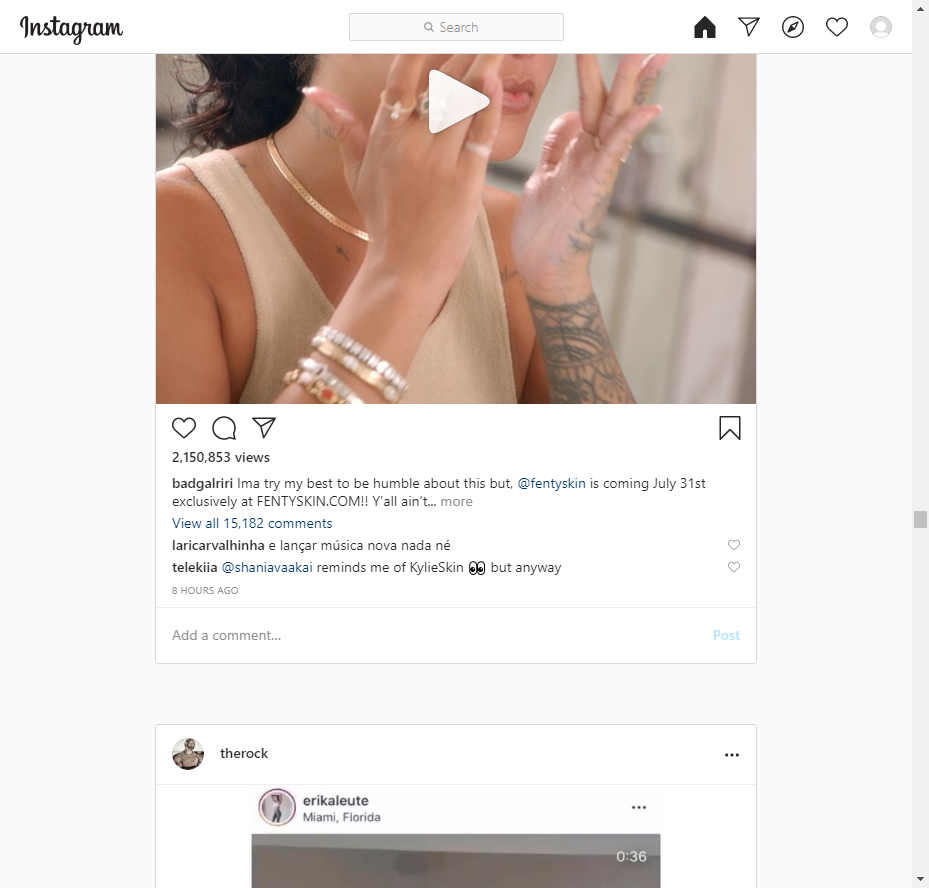 Instagram
Search
2,150,853 views
badgalriri Ima try my best to be humble about this but, @fentyskin is coming July 31st
exclusively at FENTYSKIN.COM!! Y'all ain't... more
View all 15,182 comments
laricarvalhinha e lançar música nova nada né
telekiia @shaniavaakai reminds me of KylieSkin 👀 but anyway
8 HOURS AGO
Add a comment...
Post
therock
erikaleute
Miami, Florida
0:36